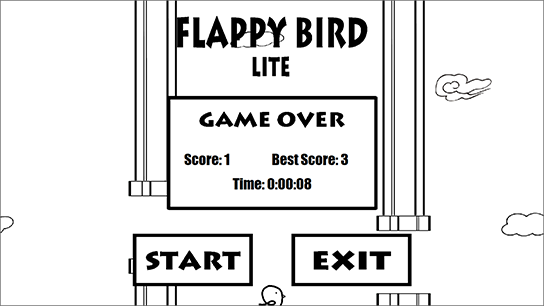 FLAPPY BIRD
LITE
GAME OVER
Score: 1 Best Score: 3
Time: 0:00:08
START EXIT